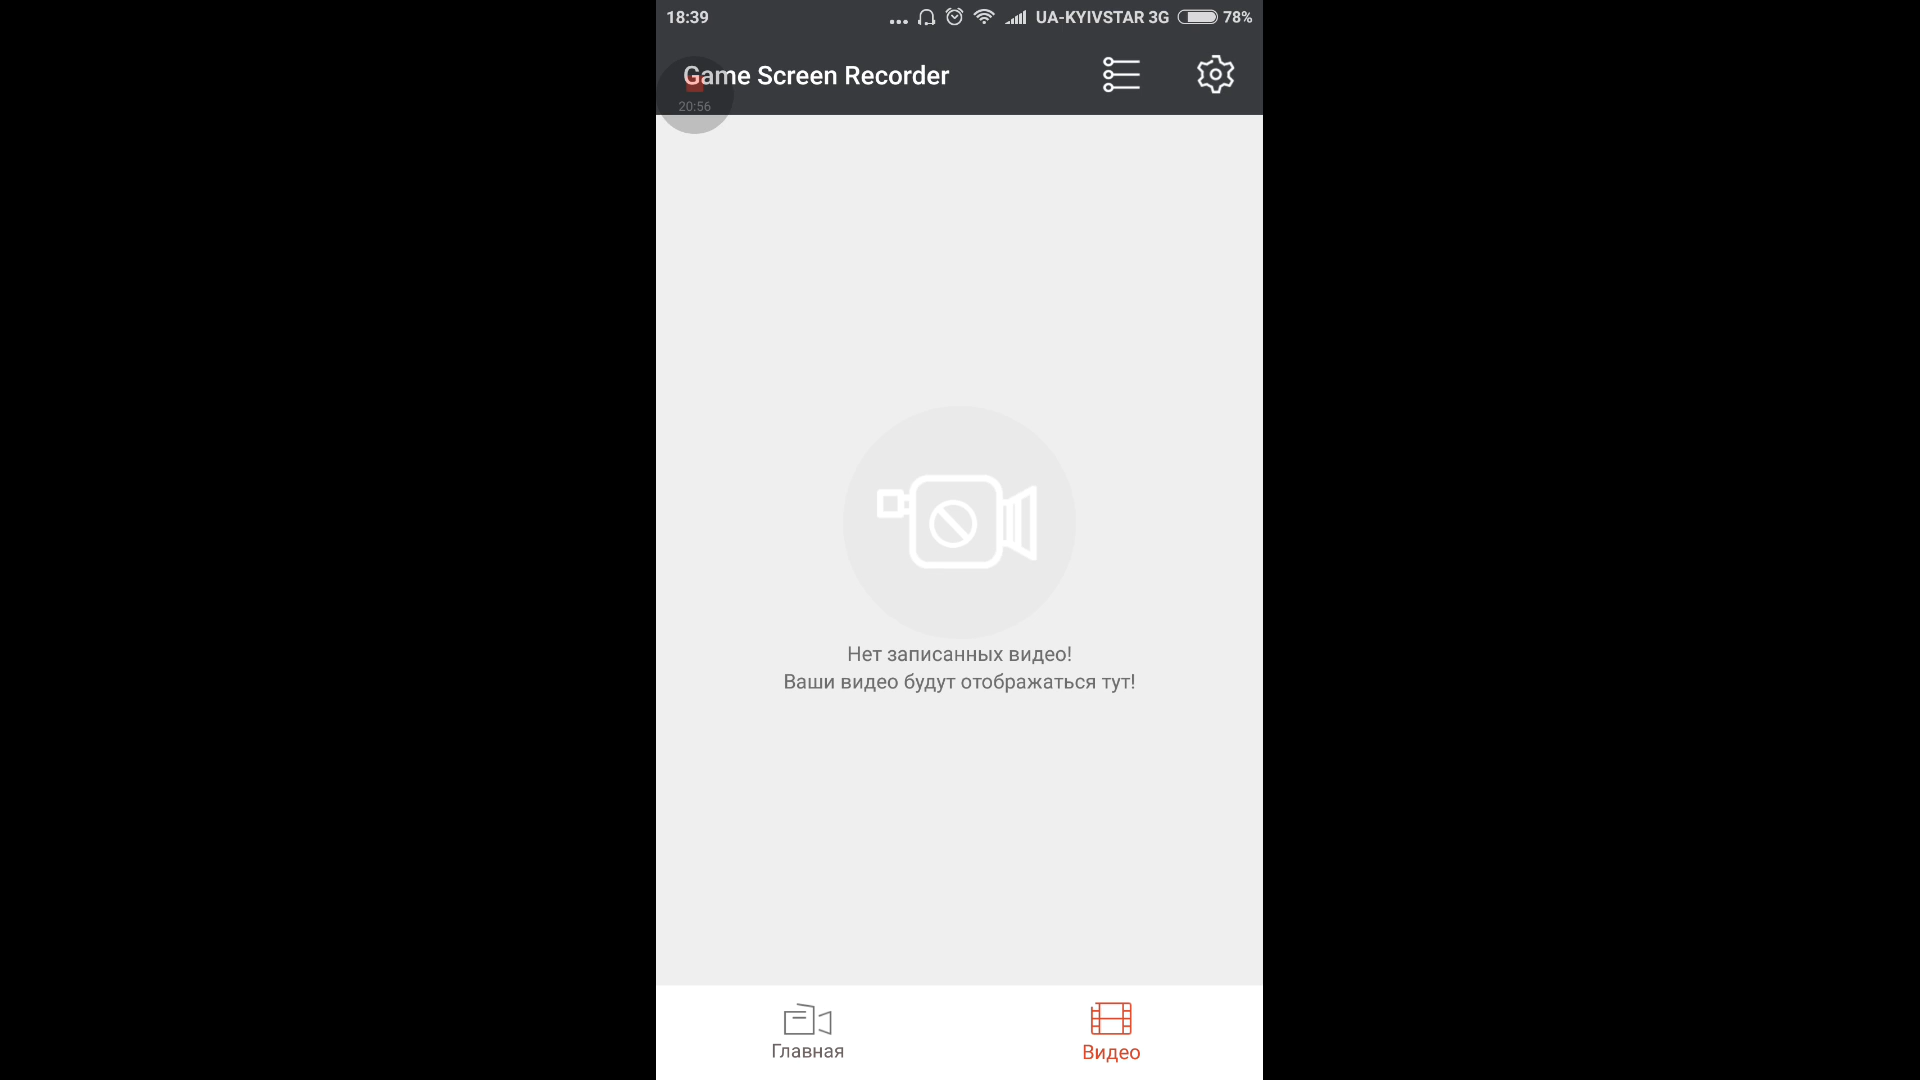 18:39
UA-KYIVSTAR 3G
78%
Game Screen Recorder
20:56
Нет записанных видео!
Ваши видео будут отображаться тут!
Главная
Видео